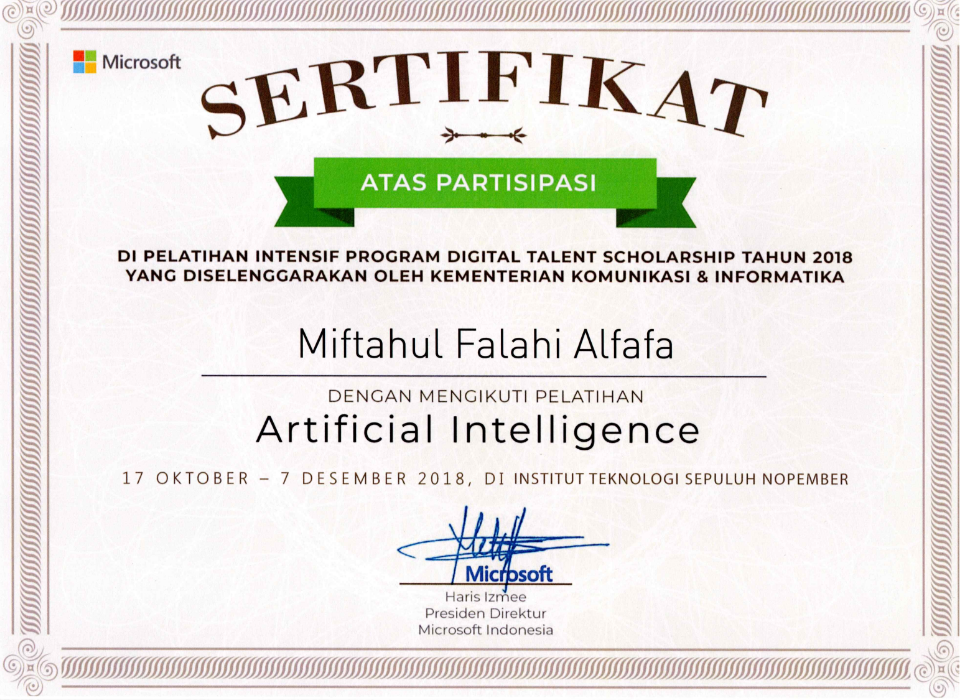 Microsoft
SERTIFIKAT
ATAS PARTISIPASI
DI PELATIHAN INTENSIF PROGRAM DIGITAL TALENT SCHOLARSHIP TAHUN 2018
YANG DISELENGGARAKAN OLEH KEMENTERIAN KOMUNIKASI & INFORMATIKA
Miftahul Falahi Alfafa
DENGAN MENGIKUTI PELATIHAN
Artificial Intelligence
17 OKTOBER – 7 DESEMBER 2018, DI INSTITUT TEKNOLOGI SEPULUH NOPEMBER
Microsoft
Haris Izmee
Presiden Direktur
Microsoft Indonesia